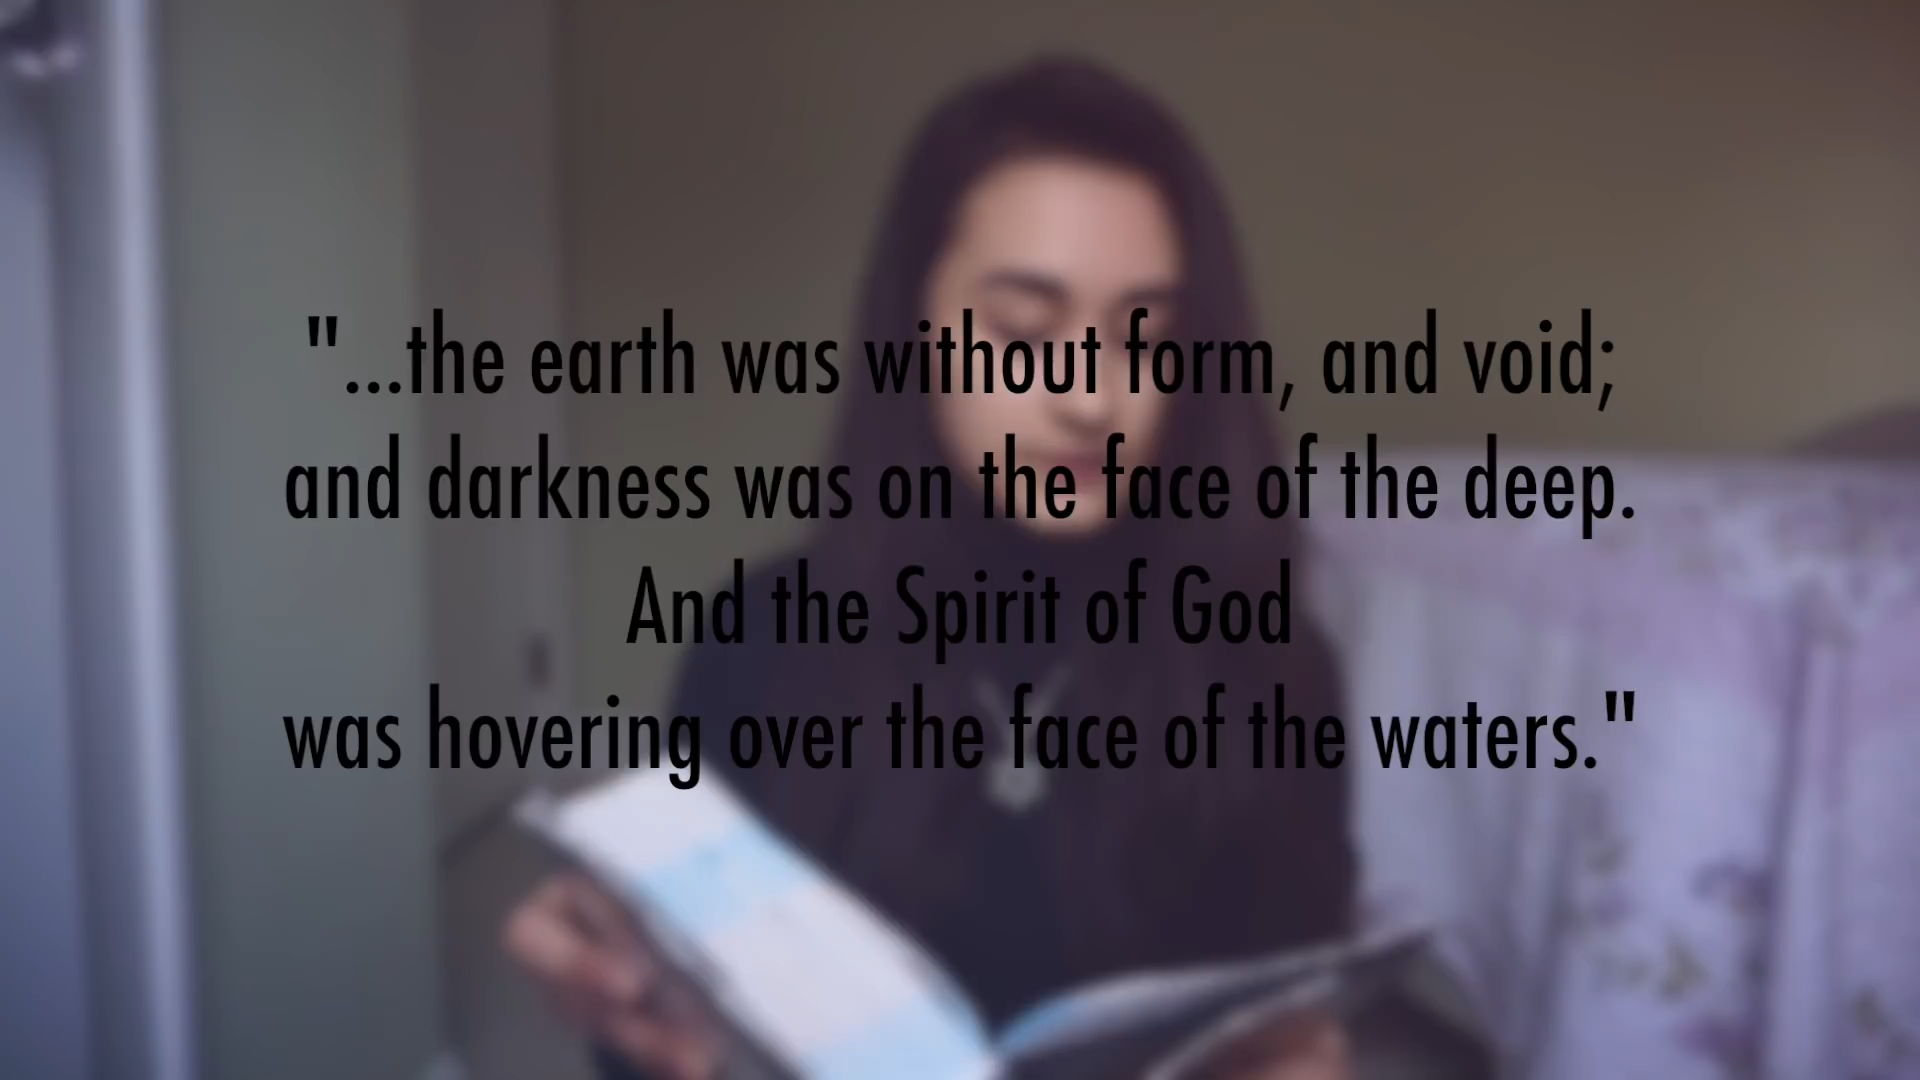 "...the earth was without form, and void;
and darkness was on the face of the deep.
And the Spirit of God
was hovering over the face of the waters."